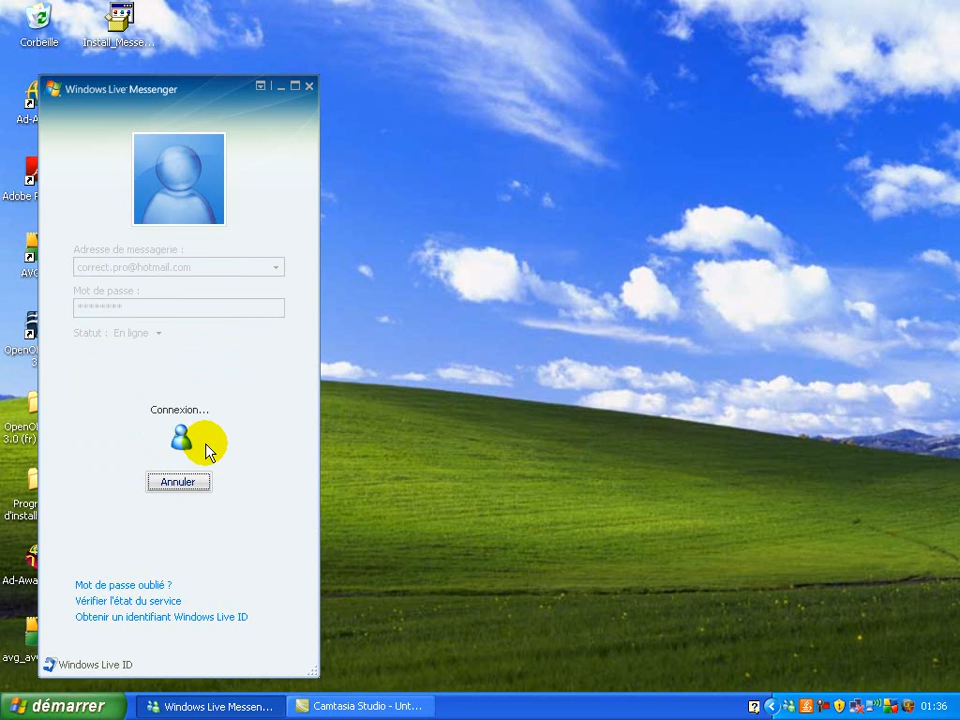 Corbeille
Install_Messe...
Windows Live Messenger
Ad-A
Adresse de messagerie :
correct.pro@hotmail.com
Mot de passe :
********
Statut : En ligne
Adobe
AVG
OpenO
3
Connexion...
Annuler
OpenO
3.0 (fr)
Progr
d'instal
Mot de passe oublié ?
Vérifier l'état du service
Obtenir un identifiant Windows Live ID
Ad-Awa
avg_av
Windows Live ID
démarrer
Windows Live Messen...
Camtasia Studio - Unt...
01:36